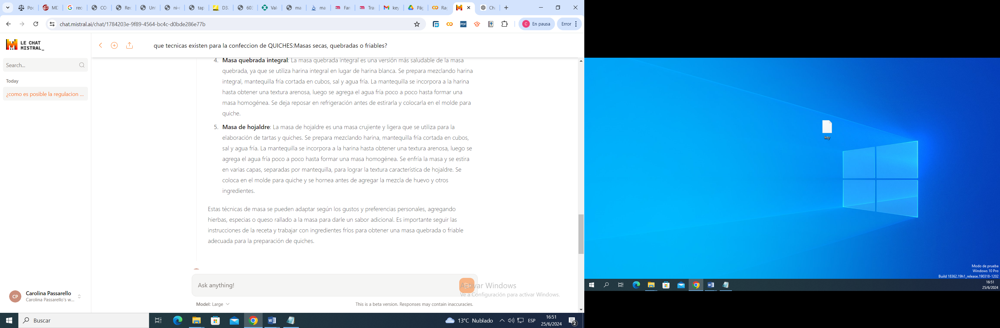 Poc
MD
rec
CO
Rec
Unt
ni-r
tap
D3
603
Val
ma
ma
Fari
Trai
key
Pág
Rag
Ch
chat.mistral.ai/chat/1784203e-9f89-4564-bc4c-d0bde286e77b
PDF
C En pausa
Error
LE CHAT
MISTRAL_
que tecnicas existen para la confeccion de QUICHES:Masas secas, quebradas o friables?
Search...
Today
¿como es posible la regulacion ...
4. Masa quebrada integral: La masa quebrada integral es una versión más saludable de la masa
quebrada, ya que se utiliza harina integral en lugar de harina blanca. Se prepara mezclando harina
integral, mantequilla fría cortada en cubos, sal y agua fría. La mantequilla se incorpora a la harina
hasta obtener una textura arenosa, luego se agrega el agua fría poco a poco hasta formar una
masa homogénea. Se deja reposar en refrigeración antes de estirarla y colocarla en el molde para
quiche.
5. Masa de hojaldre: La masa de hojaldre es una masa crujiente y ligera que se utiliza para la
elaboración de tartas y quiches. Se prepara mezclando harina, mantequilla fría cortada en cubos,
sal y agua fría. La mantequilla se incorpora a la harina hasta obtener una textura arenosa, luego se
agrega el agua fría poco a poco hasta formar una masa homogénea. Se enfría la masa y se estira
en varias capas, separadas por mantequilla, para lograr la textura característica de hojaldre. Se
coloca en el molde para quiche y se hornea antes de agregar la mezcla de huevo y otros
ingredientes.
Estas técnicas de masa se pueden adaptar según los gustos y preferencias personales, agregando
hierbas, especias o queso rallado a la masa para darle un sabor adicional. Es importante seguir las
instrucciones de la receta y trabajar con ingredientes fríos para obtener una masa quebrada o friable
adecuada para la preparación de quiches.
Ask anything!
Activar Windows
Ve a Configuración para activar Windows.
Model: Large
This is a beta version. Responses may contain inaccuracies.
CP
Carolina Passarello
Carolina Passarello's w...
Buscar
13°C Nublado
ESP
16:51
25/6/2024
2
key
Modo de prueba
Windows 10 Pro
Build 18362.19h1_release.190318-1202
16:51
25/6/2024